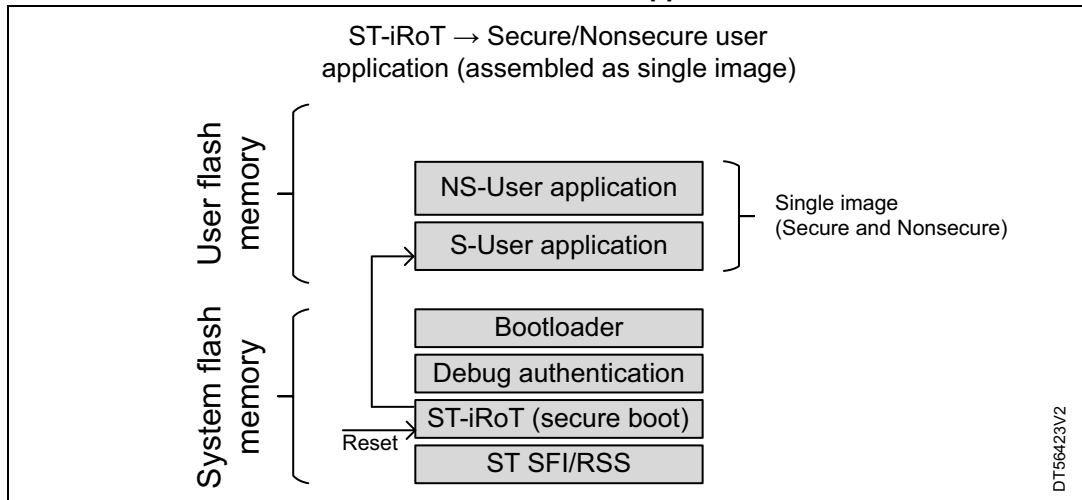 ST-iRoT → Secure/Nonsecure user
application (assembled as single image)
User flash
memory
NS-User application
S-User application
Single image
(Secure and Nonsecure)
System flash
memory
Bootloader
Debug authentication
ST-iRoT (secure boot)
Reset
ST SFI/RSS
DT56423V2